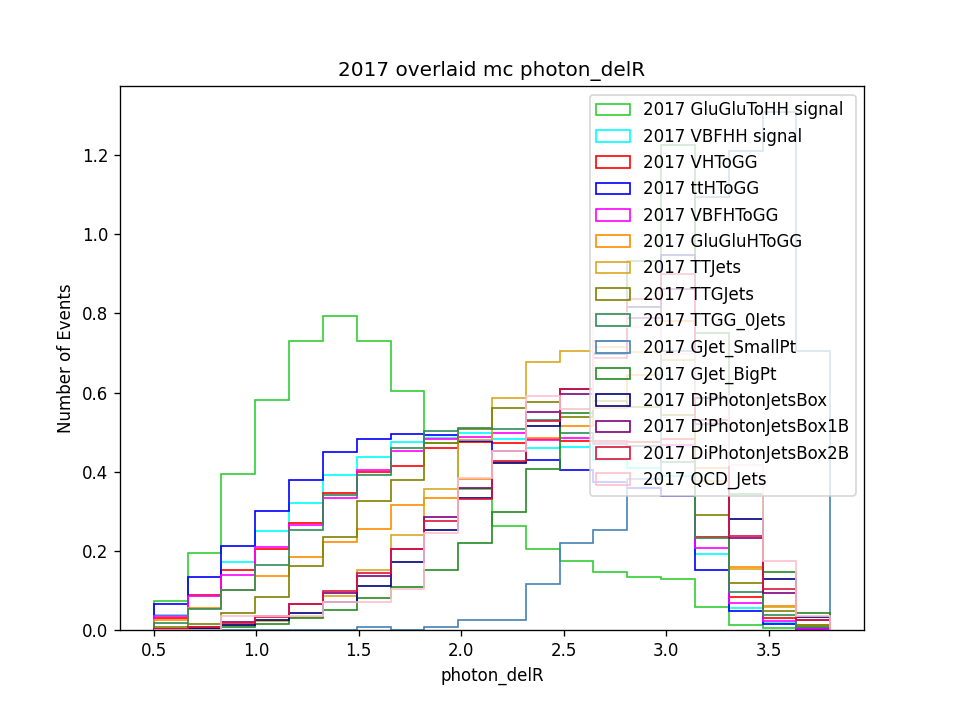 2017 overlaid mc photon_delR
Number of Events
1.2
1.0
0.8
0.6
0.4
0.2
0.0
0.5
1.0
1.5
2.0
2.5
3.0
3.5
photon_delR
2017 GluGluToHH signal
2017 VBFHH signal
2017 VHToGG
2017 ttHToGG
2017 VBFHToGG
2017 GluGluHToGG
2017 TTJets
2017 TTGJets
2017 TTGG_0Jets
2017 GJet_SmallPt
2017 GJet_BigPt
2017 DiPhotonJetsBox
2017 DiPhotonJetsBox1B
2017 DiPhotonJetsBox2B
2017 QCD_Jets